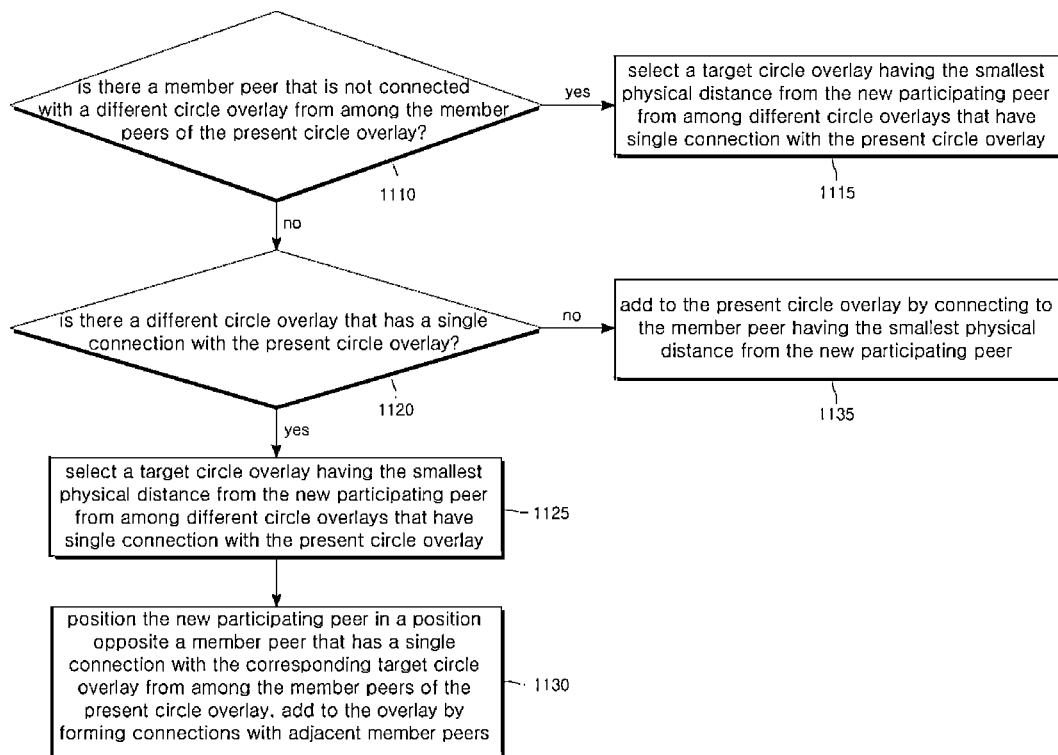 is there a member peer that is not connected
with a different circle overlay from among the member
peers of the present circle overlay?
yes
select a target circle overlay having the smallest
physical distance from the new participating peer
from among different circle overlays that have
single connection with the present circle overlay
1110
1115
no
is there a different circle overlay that has a single
connection with the present circle overlay?
no
add to the present circle overlay by connecting to
the member peer having the smallest physical
distance from the new participating peer
1120
1135
yes
select a target circle overlay having the smallest
physical distance from the new participating peer
from among different circle overlays that have
single connection with the present circle overlay
1125
position the new participating peer in a position
opposite a member peer that has a single
connection with the corresponding target circle
overlay from among the member peers of the
present circle overlay, add to the overlay by
forming connections with adjacent member peers
1130